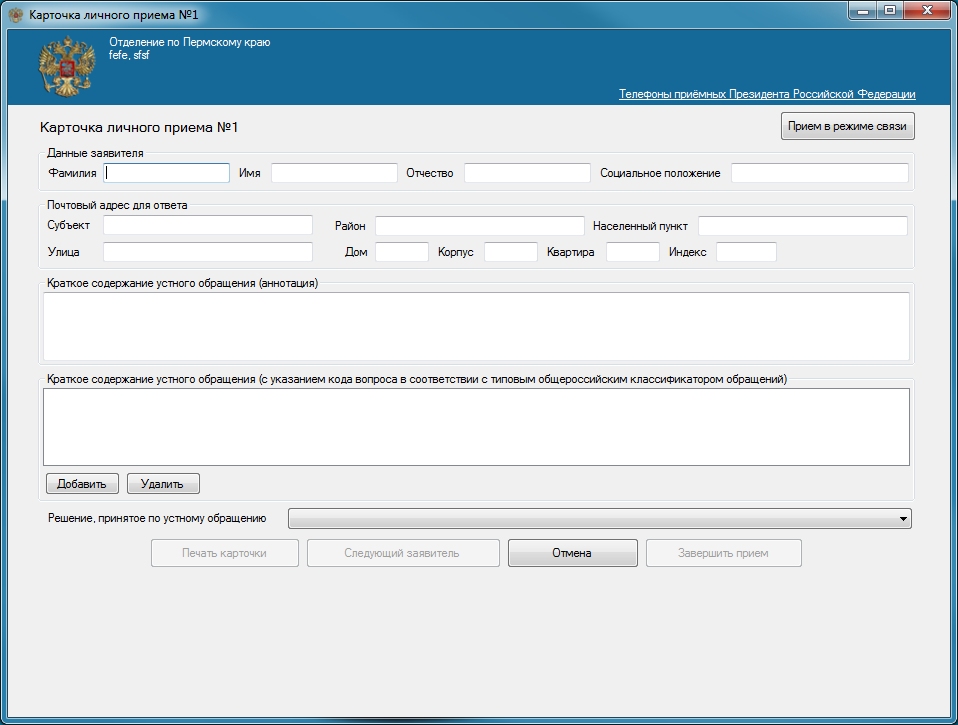 Карточка личного приема №1
Отделение по Пермскому краю
fefe, sfsf
Телефоны приёмных Президента Российской Федерации
Карточка личного приема №1
Прием в режиме связи
Данные заявителя
Фамилия Имя Отчество Социальное положение
Почтовый адрес для ответа
Субъект Район Населенный пункт
Улица Дом Корпус Квартира Индекс
Краткое содержание устного обращения (аннотация)
Краткое содержание устного обращения (с указанием кода вопроса в соответствии с типовым общероссийским классификатором обращений)
Добавить Удалить
Решение, принятое по устному обращению
Печать карточки Следующий заявитель Отмена Завершить прием